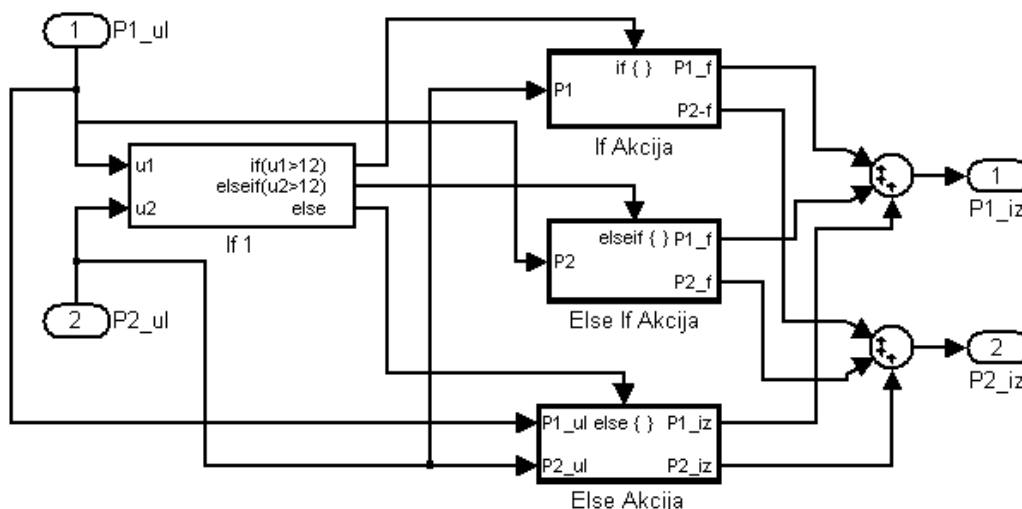 1
P1_ul
if { }
P1_f
P1
P2-f
If Akcija
u1
if(u1>12)
elseif(u2>12)
u2
else
If 1
1
P1_iz
elseif { }
P1_f
P2
P2_f
Else If Akcija
2
P2_ul
2
P2_iz
P1_ul
else { }
P1_iz
P2_ul
P2_iz
Else Akcija